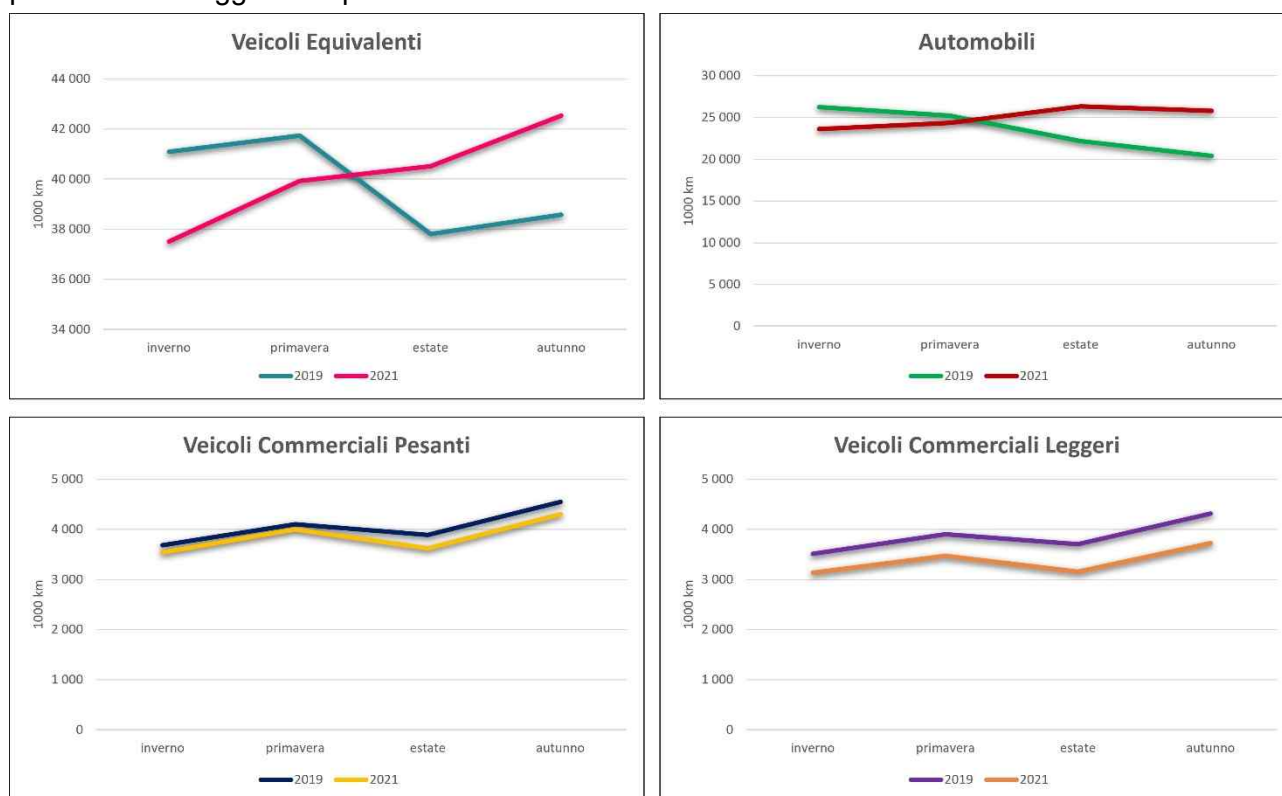 Veicoli Equivalenti
44 000
42 000
40 000
38 000
36 000
34 000
1000 km
inverno primavera estate autunno
2019 2021
Automobili
30 000
25 000
20 000
15 000
10 000
5 000
0
1000 km
inverno primavera estate autunno
2019 2021
Veicoli Commerciali Pesanti
5 000
4 000
3 000
2 000
1 000
0
1000 km
inverno primavera estate autunno
2019 2021
Veicoli Commerciali Leggeri
5 000
4 000
3 000
2 000
1 000
0
1000 km
inverno primavera estate autunno
2019 2021